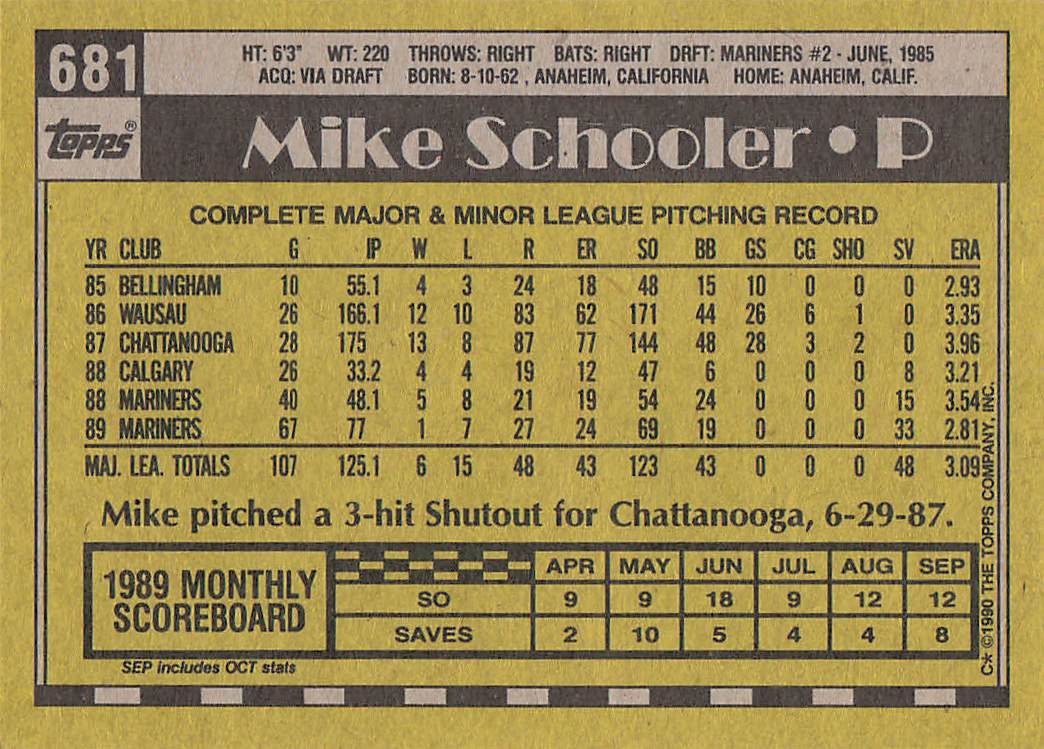 681
HT: 6'3" WT: 220 THROWS: RIGHT BATS: RIGHT DRFT: MARINERS #2 - JUNE, 1985
ACQ: VIA DRAFT BORN: 8-10-62 , ANAHEIM, CALIFORNIA HOME: ANAHEIM, CALIF.
TOPPS®
Mike Schooler • P
COMPLETE MAJOR & MINOR LEAGUE PITCHING RECORD
YR CLUB G IP W L R ER SO BB GS CG SHO SV ERA
85 BELLINGHAM 10 55.1 4 3 24 18 48 15 10 0 0 0 2.93
86 WAUSAU 26 166.1 12 10 83 62 171 44 26 6 1 0 3.35
87 CHATTANOOGA 28 175 13 8 87 77 144 48 28 3 2 0 3.96
88 CALGARY 26 33.2 4 4 19 12 47 6 0 0 0 8 3.21
88 MARINERS 40 48.1 5 8 21 19 54 24 0 0 0 15 3.54
89 MARINERS 67 77 1 7 27 24 69 19 0 0 0 33 2.81
MAJ. LEA. TOTALS 107 125.1 6 15 48 43 123 43 0 0 0 48 3.09
Mike pitched a 3-hit Shutout for Chattanooga, 6-29-87.
1989 MONTHLY
SCOREBOARD
APR MAY JUN JUL AUG SEP
SO 9 9 18 9 12 12
SAVES 2 10 5 4 4 8
SEP includes OCT stats
C* ©1990 THE TOPPS COMPANY, INC.